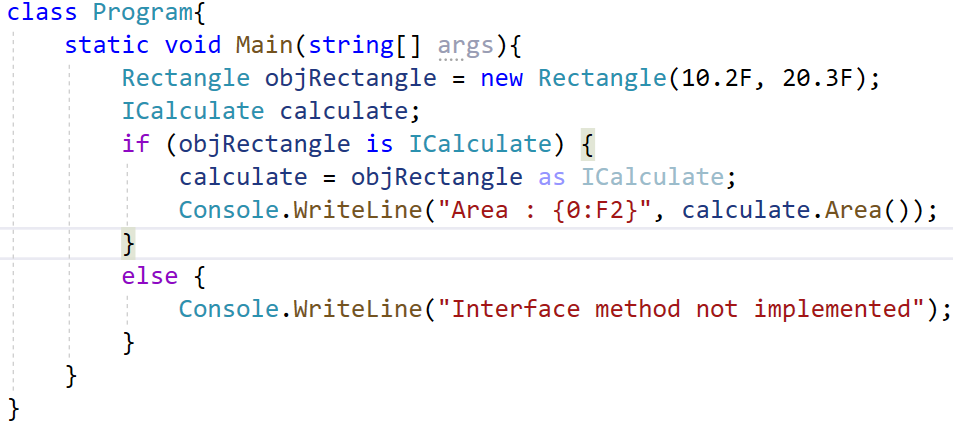 class Program{
    static void Main(string[] args){
        Rectangle objRectangle = new Rectangle(10.2F, 20.3F);
        ICalculate calculate;
        if (objRectangle is ICalculate) {
            calculate = objRectangle as ICalculate;
            Console.WriteLine("Area : {0:F2}", calculate.Area());
        }
        else {
            Console.WriteLine("Interface method not implemented");
        }
    }
}